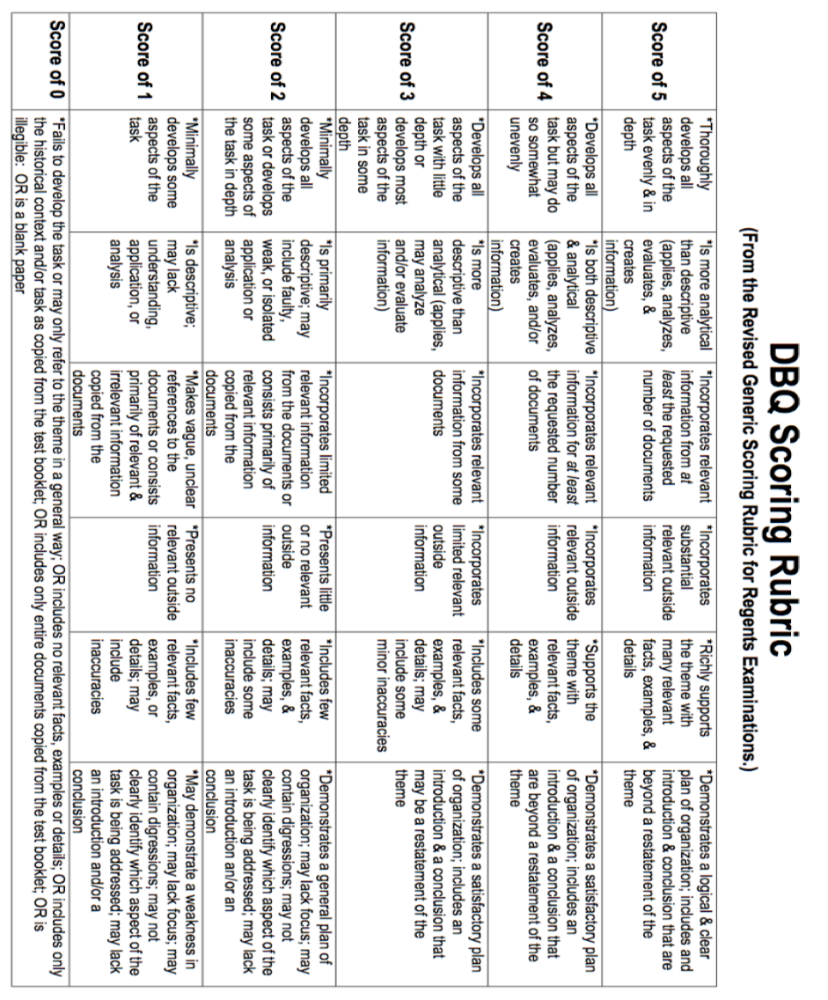 DBQ Scoring Rubric
(From the Revised Generic Scoring Rubric for Regents Examinations.)
Score of 5
*Thoroughly
develops all
aspects of the
task evenly & in
depth
*Is more analytical
than descriptive
(applies, analyzes,
evaluates, &
creates
information)
*Incorporates relevant
information from at
least the requested
number of documents
*Incorporates
substantial
relevant outside
information
*Richly supports
the theme with
many relevant
facts, examples, &
details
*Demonstrates a logical & clear
plan of organization; includes and
introduction & conclusion that are
beyond a restatement of the
theme
Score of 4
*Develops all
aspects of the
task but may do
so somewhat
unevenly
*Is both descriptive
& analytical
(applies, analyzes,
evaluates, and/or
creates
information)
*Incorporates relevant
information for at least
the requested number
of documents
*Incorporates
relevant outside
information
*Supports the
theme with
relevant facts,
examples, &
details
*Demonstrates a satisfactory plan
of organization; includes an
introduction & a conclusion that
are beyond a restatement of the
theme
Score of 3
*Develops all
aspects of the
task with little
depth or
develops most
aspects of the
task in some
depth
*Is more
descriptive than
analytical (applies,
may analyze
and/or evaluate
information)
*Incorporates relevant
information from some
documents
*Incorporates
limited relevant
outside
information
*Includes some
relevant facts,
examples, &
details; may
include some
minor inaccuracies
*Demonstrates a satisfactory plan
of organization; includes an
introduction & a conclusion that
may be a restatement of the
theme
Score of 2
*Minimally
develops all
aspects of the
task or develops
some aspects of
the task in depth
*Is primarily
descriptive; may
include faulty,
weak, or isolated
application or
analysis
*Incorporates limited
relevant information
from the documents or
consists primarily of
relevant information
copied from the
documents
*Presents little
or no relevant
outside
information
*Includes few
relevant facts,
examples, &
details; may
include some
inaccuracies
*Demonstrates a general plan of
organization; may lack focus; may
contain digressions; may not
clearly identify which aspect of the
task is being addressed; may lack
an introduction an/or an
conclusion
Score of 1
*Minimally
develops some
aspects of the
task
*Is descriptive;
may lack
understanding,
application, or
analysis
*Makes vague, unclear
references to the
documents or consists
primarily of relevant &
irrelevant information
copied from the
documents
*Presents no
relevant outside
information
*Includes few
relevant facts,
examples, or
details; may
include
inaccuracies
*May demonstrate a weakness in
organization; may lack focus; may
contain digressions; may not
clearly identify which aspect of the
task is being addressed; may lack
an introduction and/or a
conclusion
Score of 0
*Fails to develop the task or may only refer to the theme in a general way; OR includes no relevant facts, examples or details; OR includes only
the historical context and/or task as copied from the test booklet; OR includes only entire documents copied from the test booklet; OR is
illegible: OR is a blank paper